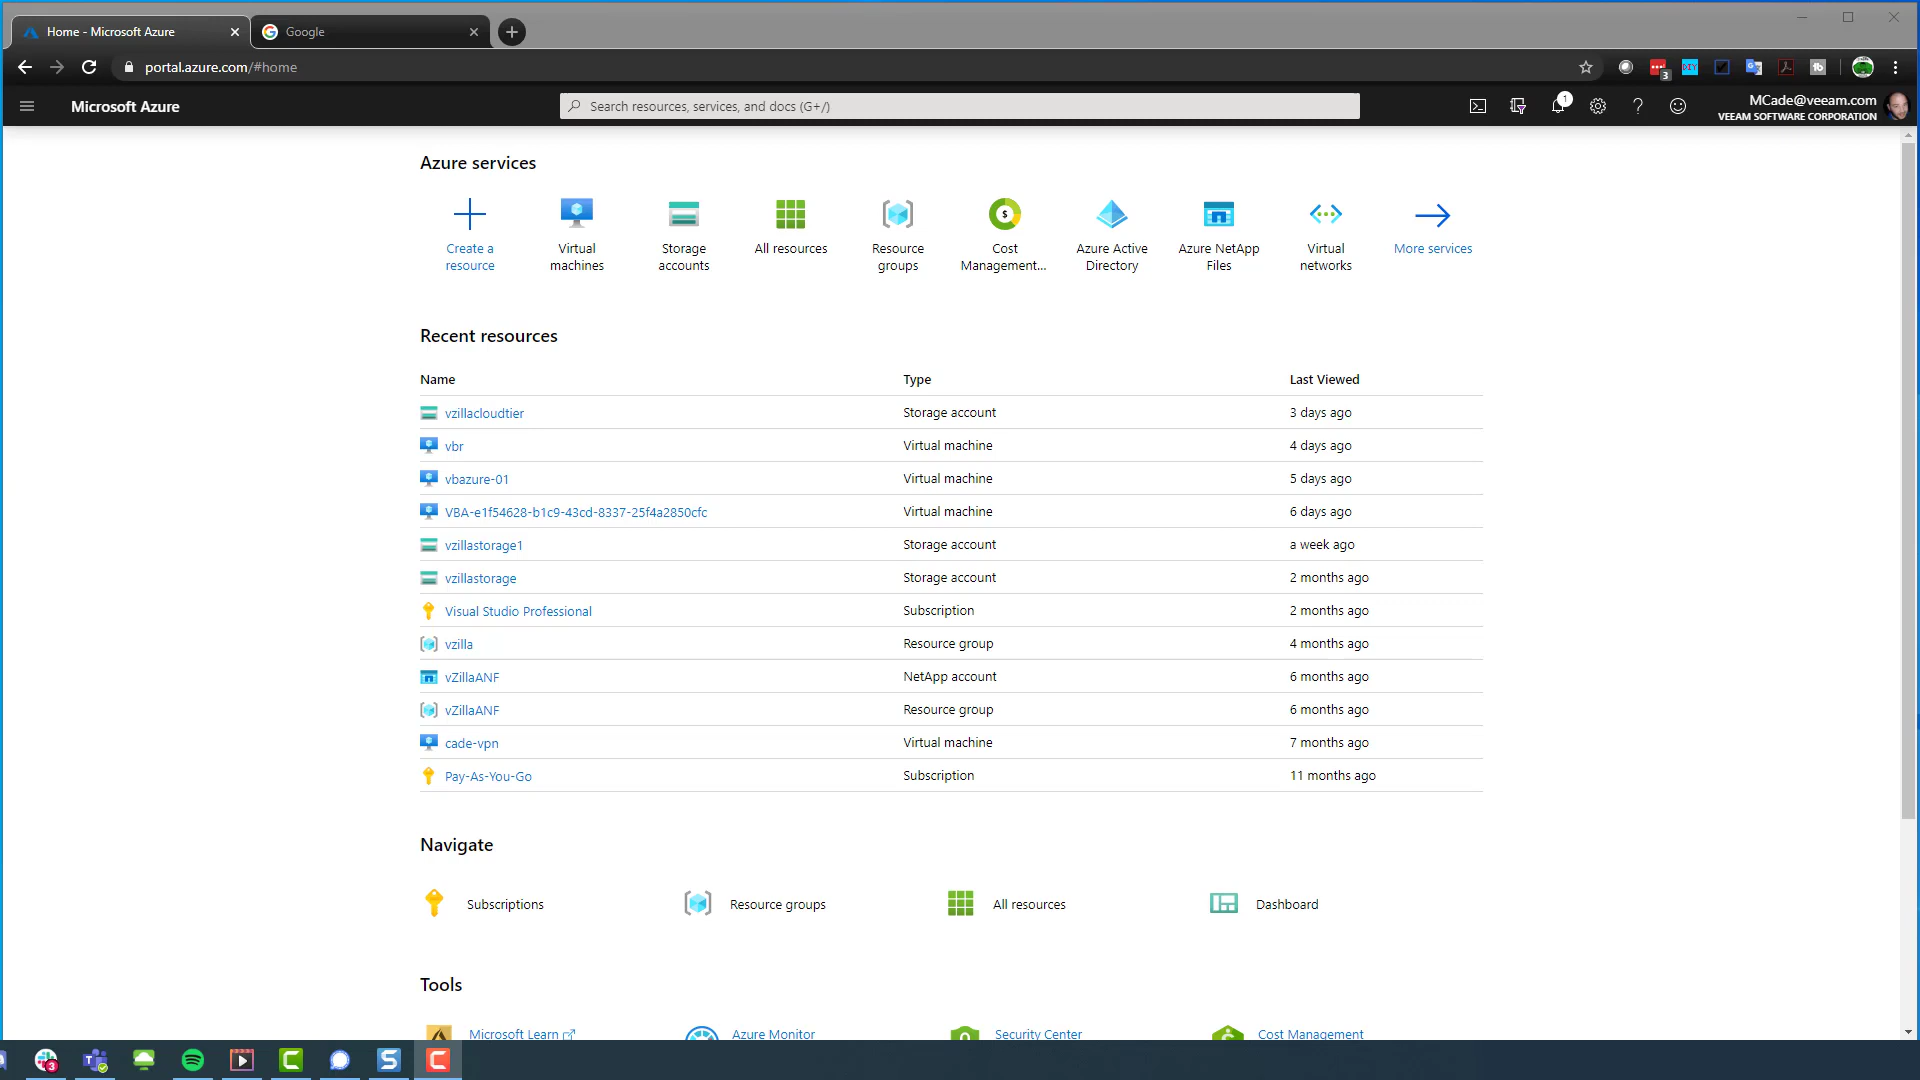 Home - Microsoft Azure
Google
portal.azure.com/#home
3
DIY
Microsoft Azure
Search resources, services, and docs (G+/)
1
MCade@veeam.com
VEEAM SOFTWARE CORPORATION
Azure services
Create a resource
Virtual machines
Storage accounts
All resources
Resource groups
$
Cost Management...
Azure Active Directory
Azure NetApp Files
Virtual networks
More services
Recent resources
Name Type Last Viewed
vzillacloudtier Storage account 3 days ago
vbr Virtual machine 4 days ago
vbazure-01 Virtual machine 5 days ago
VBA-e1f54628-b1c9-43cd-8337-25f4a2850cfc Virtual machine 6 days ago
vzillastorage1 Storage account a week ago
vzillastorage Storage account 2 months ago
Visual Studio Professional Subscription 2 months ago
vzilla Resource group 4 months ago
vZillaANF NetApp account 6 months ago
vZillaANF Resource group 6 months ago
cade-vpn Virtual machine 7 months ago
Pay-As-You-Go Subscription 11 months ago
Navigate
Subscriptions Resource groups All resources Dashboard
Tools
Microsoft Learn Azure Monitor Security Center Cost Management
3